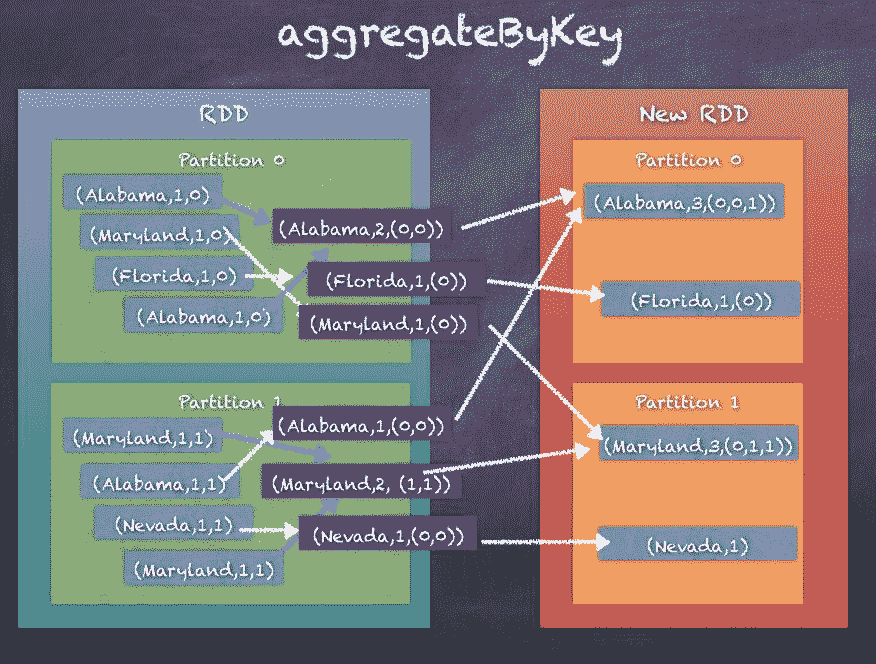 aggregateByKey
RDD
Partition 0
(Alabama,1,0)
(Maryland,1,0)
(Florida,1,0)
(Alabama,1,0)
(Alabama,2,(0,0))
(Florida,1,(0))
(Maryland,1,(0))
Partition 1
(Maryland,1,1)
(Alabama,1,1)
(Nevada,1,1)
(Maryland,1,1)
(Alabama,1,(0,0))
(Maryland,2, (1,1))
(Nevada,1,(0,0))
New RDD
Partition 0
(Alabama,3,(0,0,1))
(Florida,1,(0))
Partition 1
(Maryland,3,(0,1,1))
(Nevada,1)